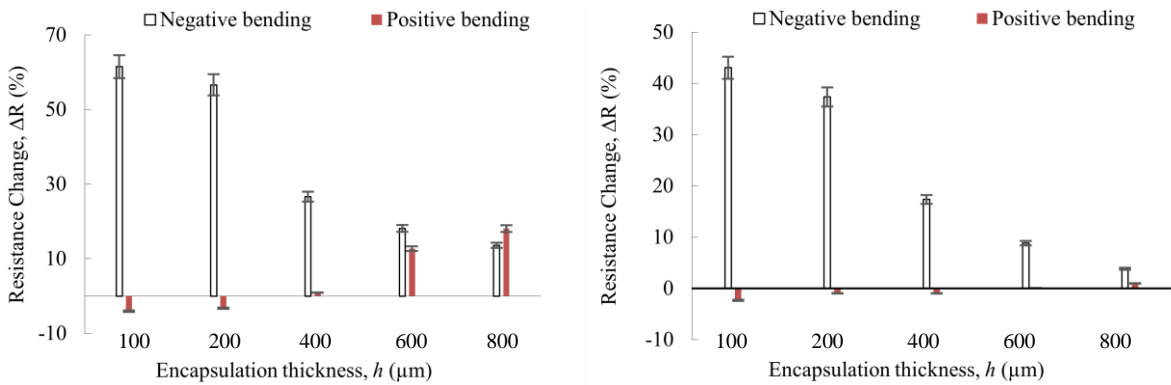 Negative bending Positive bending
Resistance Change, ΔR (%)
70
50
30
10
-10
100 200 400 600 800
Encapsulation thickness, h (µm)
Negative bending Positive bending
Resistance Change, ΔR (%)
50
40
30
20
10
0
-10
100 200 400 600 800
Encapsulation thickness, h (µm)